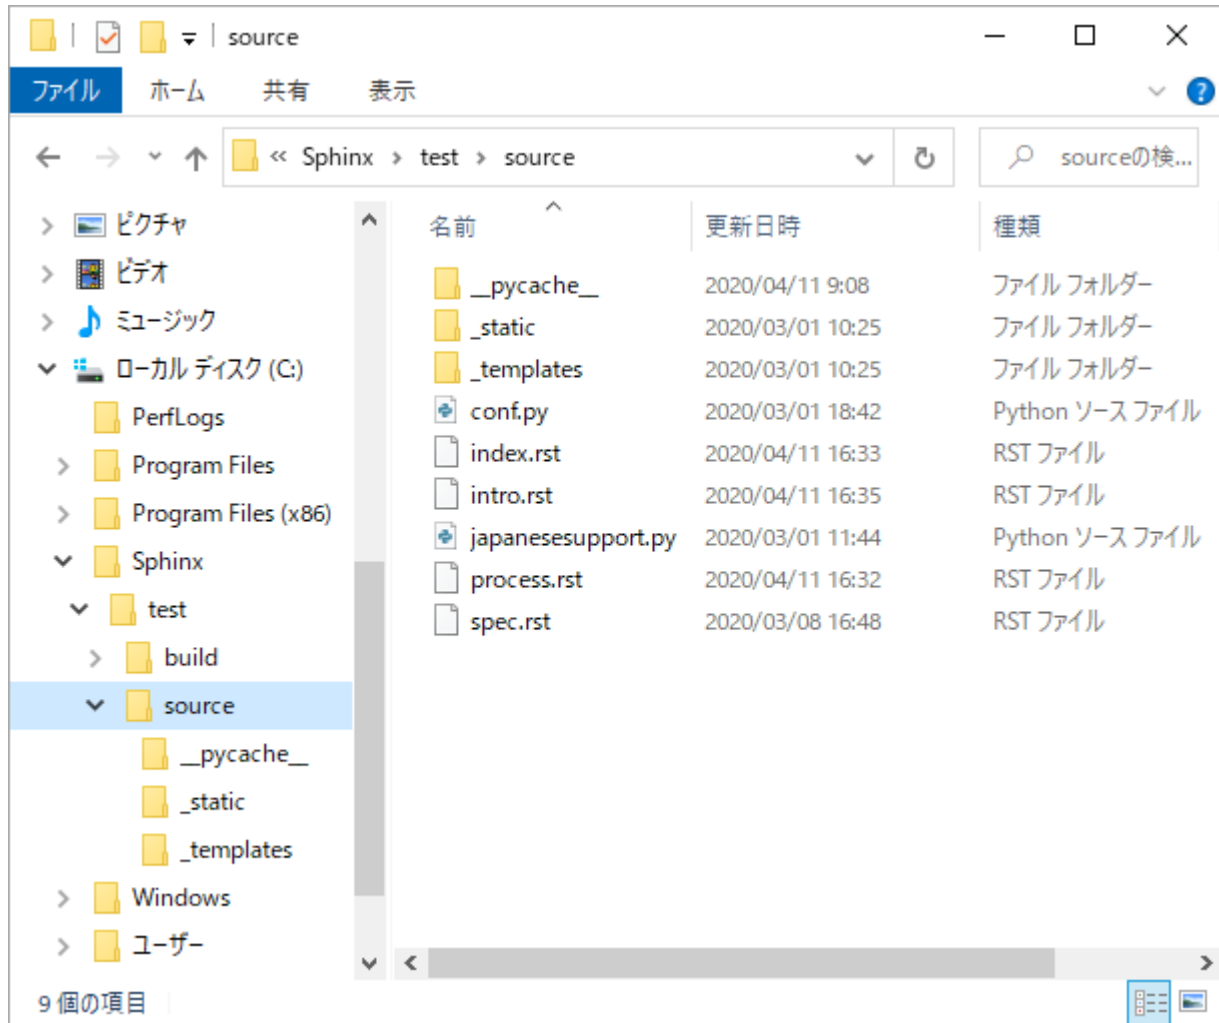 source
ファイル ホーム 共有 表示
« Sphinx > test > source sourceの検...
ピクチャ
ビデオ
ミュージック
ローカル ディスク (C:)
PerfLogs
Program Files
Program Files (x86)
Sphinx
test
build
source
__pycache__
_static
_templates
Windows
ユーザー
名前 更新日時 種類
__pycache__ 2020/04/11 9:08 ファイル フォルダー
_static 2020/03/01 10:25 ファイル フォルダー
_templates 2020/03/01 10:25 ファイル フォルダー
conf.py 2020/03/01 18:42 Python ソース ファイル
index.rst 2020/04/11 16:33 RST ファイル
intro.rst 2020/04/11 16:35 RST ファイル
japanesesupport.py 2020/03/01 11:44 Python ソース ファイル
process.rst 2020/04/11 16:32 RST ファイル
spec.rst 2020/03/08 16:48 RST ファイル
9 個の項目